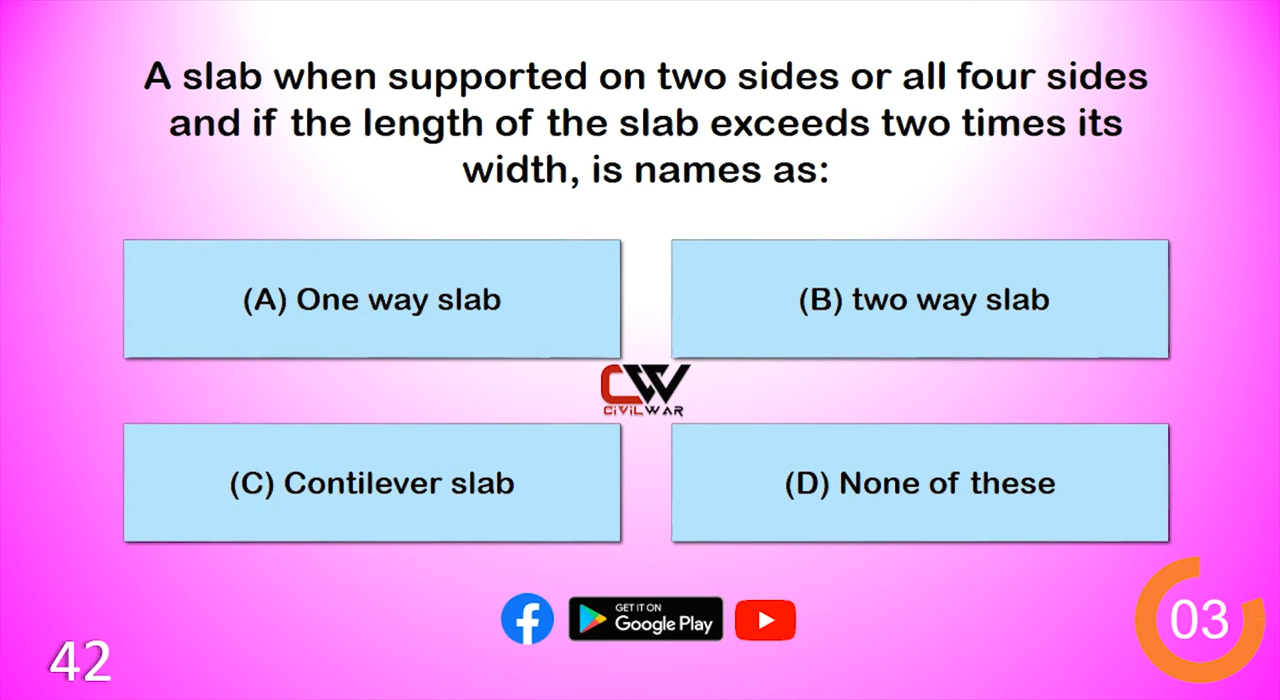 A slab when supported on two sides or all four sides
and if the length of the slab exceeds two times its
width, is names as:
(A) One way slab
(B) two way slab
CW
CIVILWAR
(C) Contilever slab
(D) None of these
GET IT ON
Google Play
03
42